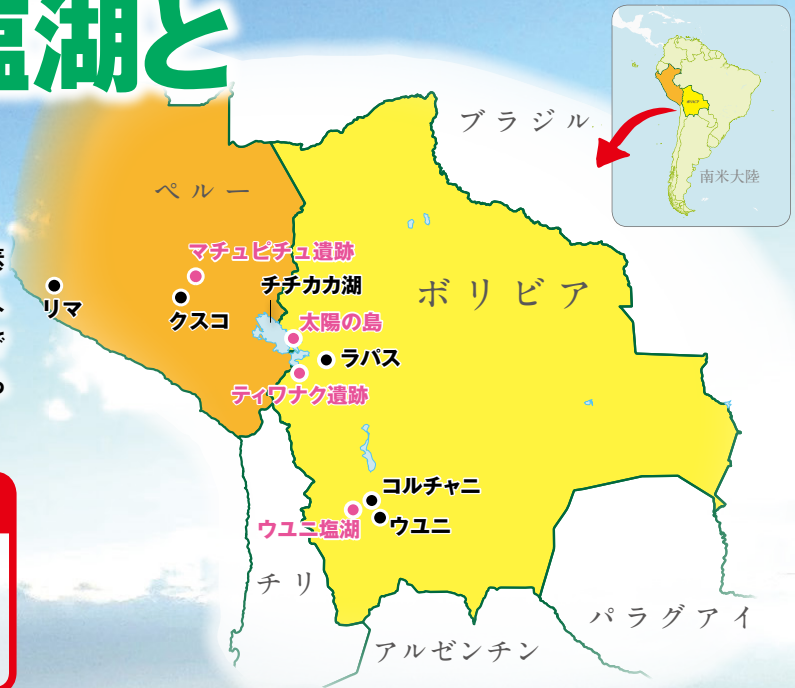 塩湖と
ブラジル
南米大陸
ボリビア
ペルー
マチュピチュ遺跡
チチカカ湖
リマ
クスコ
太陽の島
ラパス
ティワナク遺跡
ボリビア
コルチャニ
ウユニ塩湖
ウユニ
チリ
パラグアイ
アルゼンチン